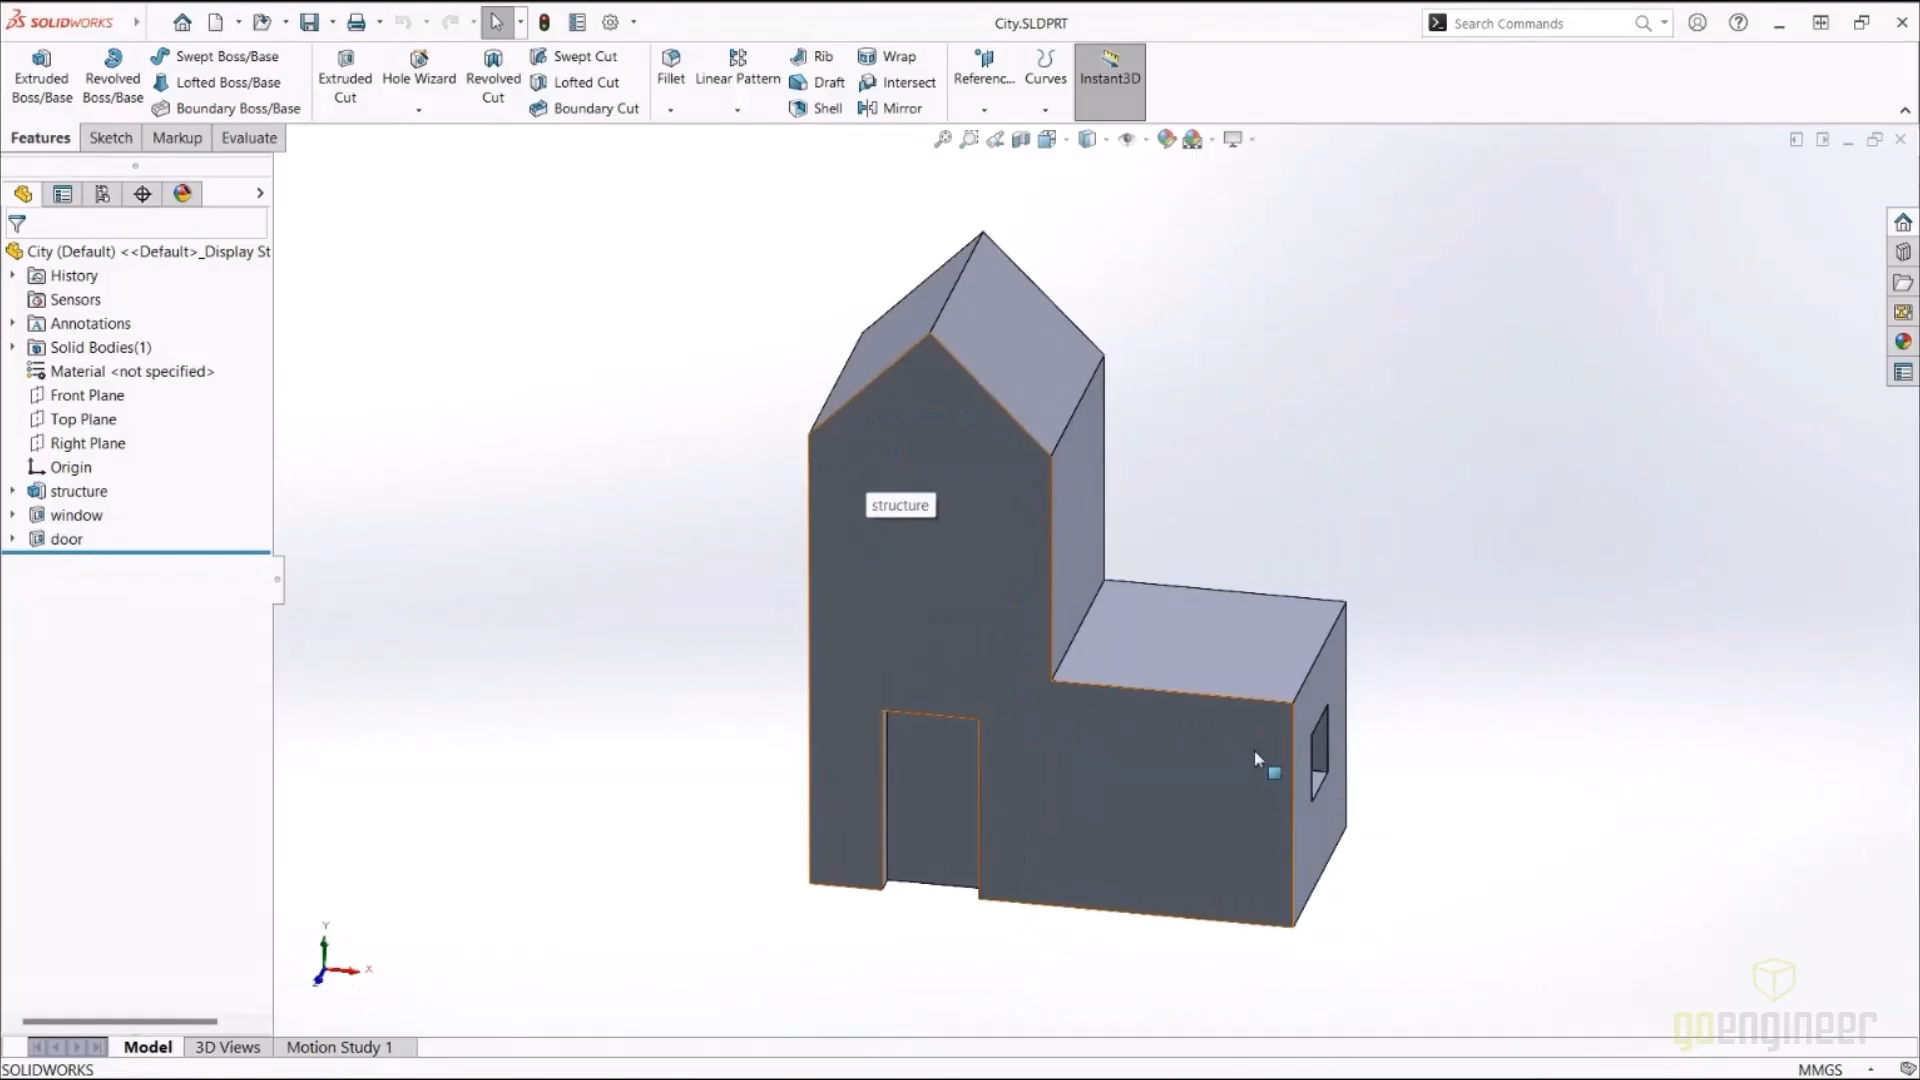 SOLIDWORKS
City.SLDPRT
Search Commands
Extruded Boss/Base
Revolved Boss/Base
Swept Boss/Base
Lofted Boss/Base
Boundary Boss/Base
Extruded Cut
Hole Wizard
Revolved Cut
Swept Cut
Lofted Cut
Boundary Cut
Fillet
Linear Pattern
Rib
Draft
Shell
Wrap
Intersect
Mirror
Referenc...
Curves
Instant3D
Features
Sketch
Markup
Evaluate
City (Default) <<Default>_Display St
History
Sensors
Annotations
Solid Bodies(1)
Material <not specified>
Front Plane
Top Plane
Right Plane
Origin
structure
window
door
structure
Y
X
Z
goengineer
Model
3D Views
Motion Study 1
SOLIDWORKS
MMGS